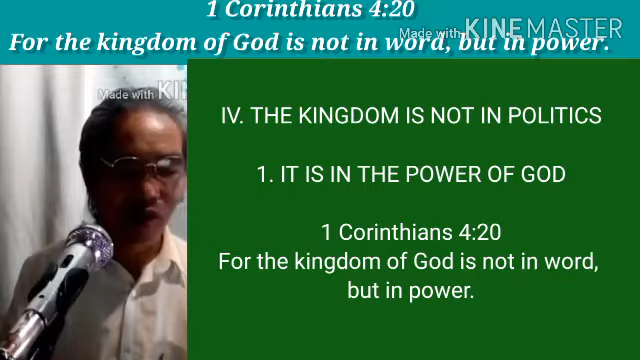 1 Corinthians 4:20
For the kingdom of God is not in word, but in power.
Made with KINEMASTER
Made with KIN
IV. THE KINGDOM IS NOT IN POLITICS
1. IT IS IN THE POWER OF GOD
1 Corinthians 4:20
For the kingdom of God is not in word,
but in power.